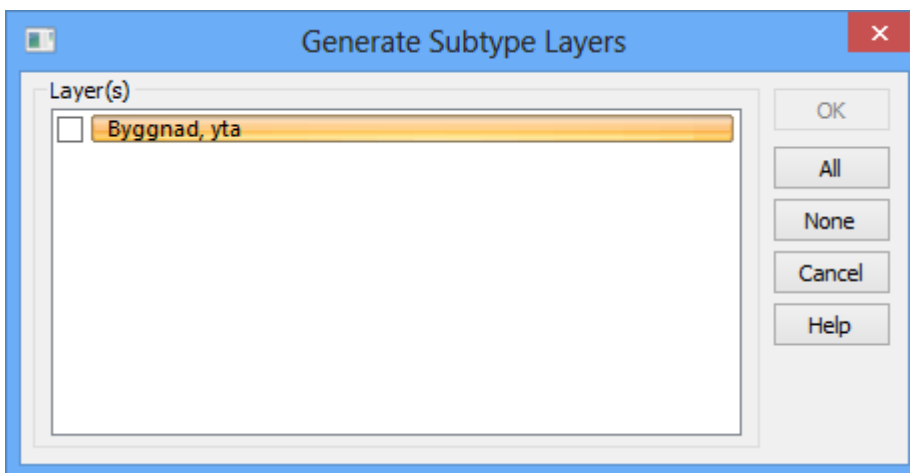 Generate Subtype Layers
Layer(s)
Byggnad, yta
OK
All
None
Cancel
Help